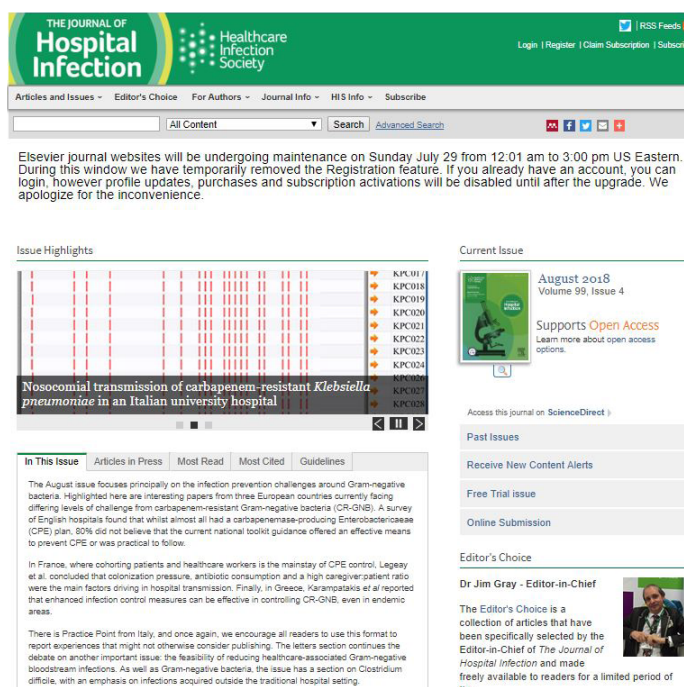 THE JOURNAL OF
Hospital
Infection
Healthcare
Infection
Society
| RSS Feeds
Login | Register | Claim Subscription | Subscri
Articles and Issues Editor's Choice For Authors Journal Info HIS Info Subscribe
All Content Search Advanced Search
Elsevier journal websites will be undergoing maintenance on Sunday July 29 from 12:01 am to 3:00 pm US Eastern.
During this window we have temporarily removed the Registration feature. If you already have an account, you can
login, however profile updates, purchases and subscription activations will be disabled until after the upgrade. We
apologize for the inconvenience.
Issue Highlights
KPC017
KPC018
KPC019
KPC020
KPC021
KPC022
KPC023
KPC024
KPC026
KPC027
KPC028
Nosocomial transmission of carbapenem-resistant Klebsiella
pneumoniae in an Italian university hospital
In This Issue Articles in Press Most Read Most Cited Guidelines
The August issue focuses principally on the infection prevention challenges around Gram-negative
bacteria. Highlighted here are interesting papers from three European countries currently facing
differing levels of challenge from carbapenem-resistant Gram-negative bacteria (CR-GNB). A survey
of English hospitals found that whilst almost all had a carbapenemase-producing Enterobactericaeae
(CPE) plan, 80% did not believe that the current national toolkit guidance offered an effective means
to prevent CPE or was practical to follow.
In France, where cohorting patients and healthcare workers is the mainstay of CPE control, Legeay
et al. concluded that colonization pressure, antibiotic consumption and a high caregiver:patient ratio
were the main factors driving in hospital transmission. Finally, in Greece, Karampatakis et al reported
that enhanced infection control measures can be effective in controlling CR-GNB, even in endemic
areas.
There is Practice Point from Italy, and once again, we encourage all readers to use this format to
report experiences that might not otherwise consider publishing. The letters section continues the
debate on another important issue: the feasibility of reducing healthcare-associated Gram-negative
bloodstream infections. As well as Gram-negative bacteria, the issue has a section on Clostridium
difficile, with an emphasis on infections acquired outside the traditional hospital setting.
Current Issue
August 2018
Volume 99, Issue 4
Supports Open Access
Learn more about open access
options.
Access this journal on ScienceDirect
Past Issues
Receive New Content Alerts
Free Trial issue
Online Submission
Editor's Choice
Dr Jim Gray - Editor-in-Chief
The Editor's Choice is a
collection of articles that have
been specifically selected by the
Editor-in-Chief of The Journal of
Hospital Infection and made
freely available to readers for a limited period of